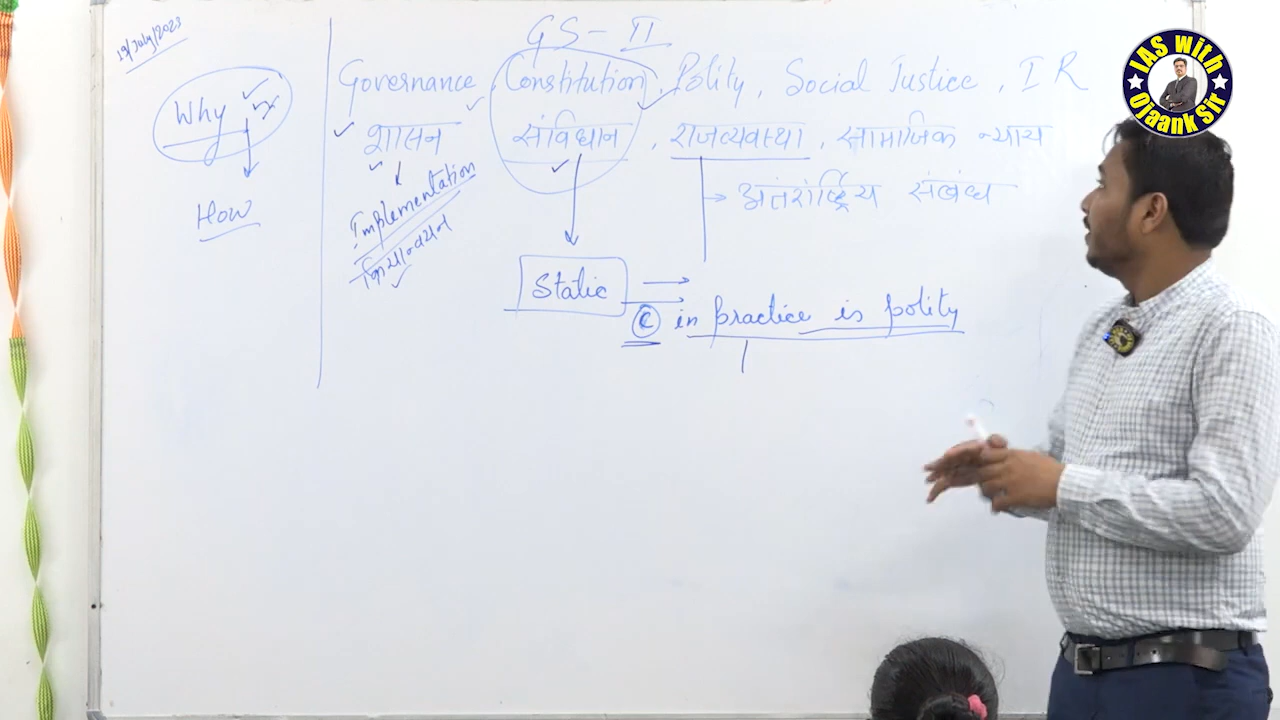 19/July/2023
GS - II
Governance, Constitution, Polity, Social Justice, IR
शासन संविधान, राजव्यवस्था, सामाजिक न्याय
→ अंतर्राष्ट्रिय संबंध
Why
How
Implementation
क्रियान्वयन
Static
C in practice is polity
IAS With
Ojaank Sir